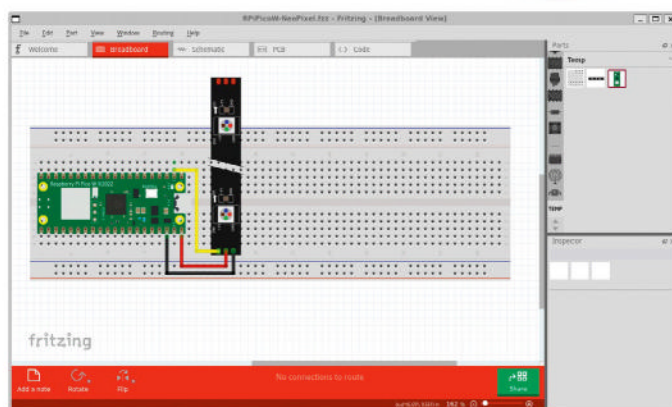 RPiPicoW-NeoPixel.fzz - Fritzing - [Breadboard View]
File Edit Part View Window Routing Help
Welcome
Breadboard
Schematic
PCB
Code
Parts
Temp
Raspberry Pi Pico W ©2022
TEMP
Inspector
fritzing
No connections to route
Add a note
Rotate
Flip
Share
192 %